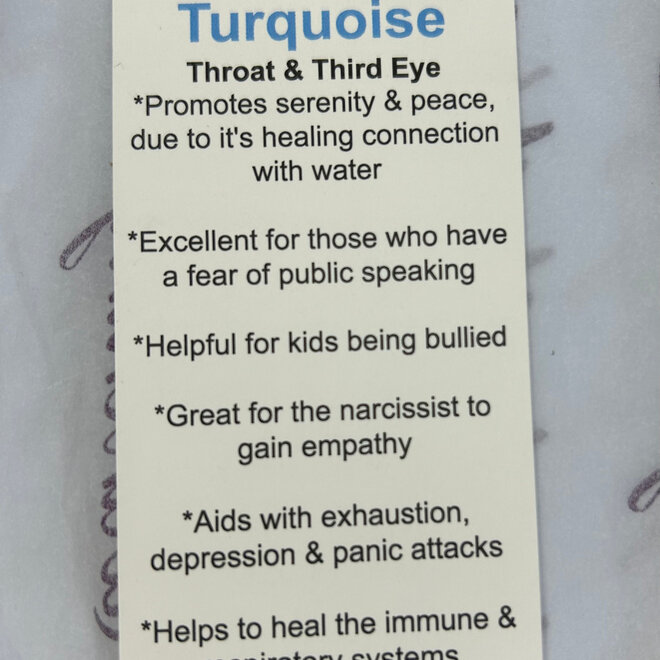 Turquoise
Throat & Third Eye
*Promotes serenity & peace,
due to it's healing connection
with water
*Excellent for those who have
a fear of public speaking
*Helpful for kids being bullied
*Great for the narcissist to
gain empathy
*Aids with exhaustion,
depression & panic attacks
*Helps to heal the immune &
systems